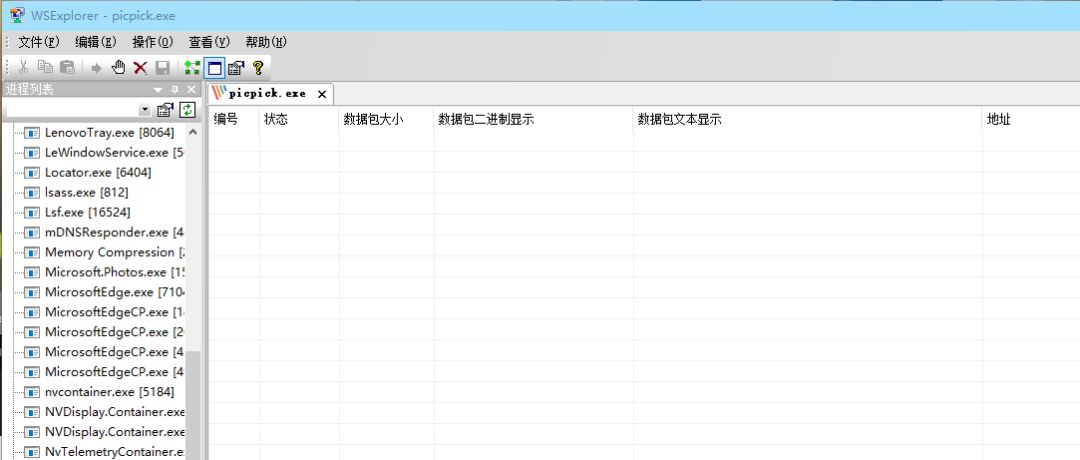 WSExplorer - picpick.exe
文件(F) 编辑(E) 操作(O) 查看(V) 帮助(H)
进程列表
picpick.exe
编号 状态 数据包大小 数据包二进制显示 数据包文本显示 地址
LenovoTray.exe [8064]
LeWindowService.exe [5
Locator.exe [6404]
lsass.exe [812]
Lsf.exe [16524]
mDNSResponder.exe [4
Memory Compression [2
Microsoft.Photos.exe [15
MicrosoftEdge.exe [7104
MicrosoftEdgeCP.exe [1
MicrosoftEdgeCP.exe [2
MicrosoftEdgeCP.exe [4
MicrosoftEdgeCP.exe [4
nvcontainer.exe [5184]
NVDisplay.Container.exe
NVDisplay.Container.exe
NvTelemetryContainer.e